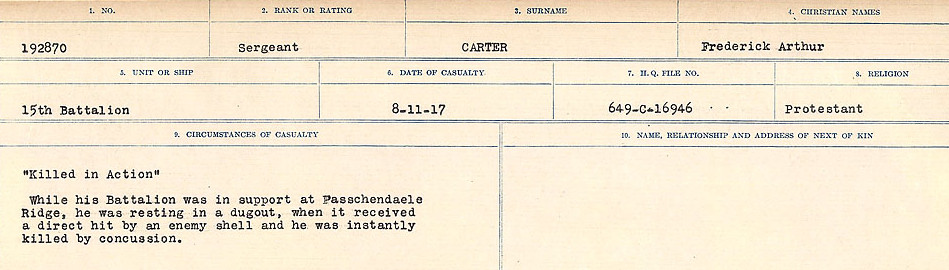 1. NO. 2. RANK OR RATING 3. SURNAME 4. CHRISTIAN NAMES
192870 Sergeant CARTER Frederick Arthur
5. UNIT OR SHIP 6. DATE OF CASUALTY 7. H.Q. FILE NO. 8. RELIGION
15th Battalion 8-11-17 649-C-16946 Protestant
9. CIRCUMSTANCES OF CASUALTY 10. NAME, RELATIONSHIP AND ADDRESS OF NEXT OF KIN
"Killed in Action"
While his Battalion was in support at Passchendaele
Ridge, he was resting in a dugout, when it received
a direct hit by an enemy shell and he was instantly
killed by concussion.